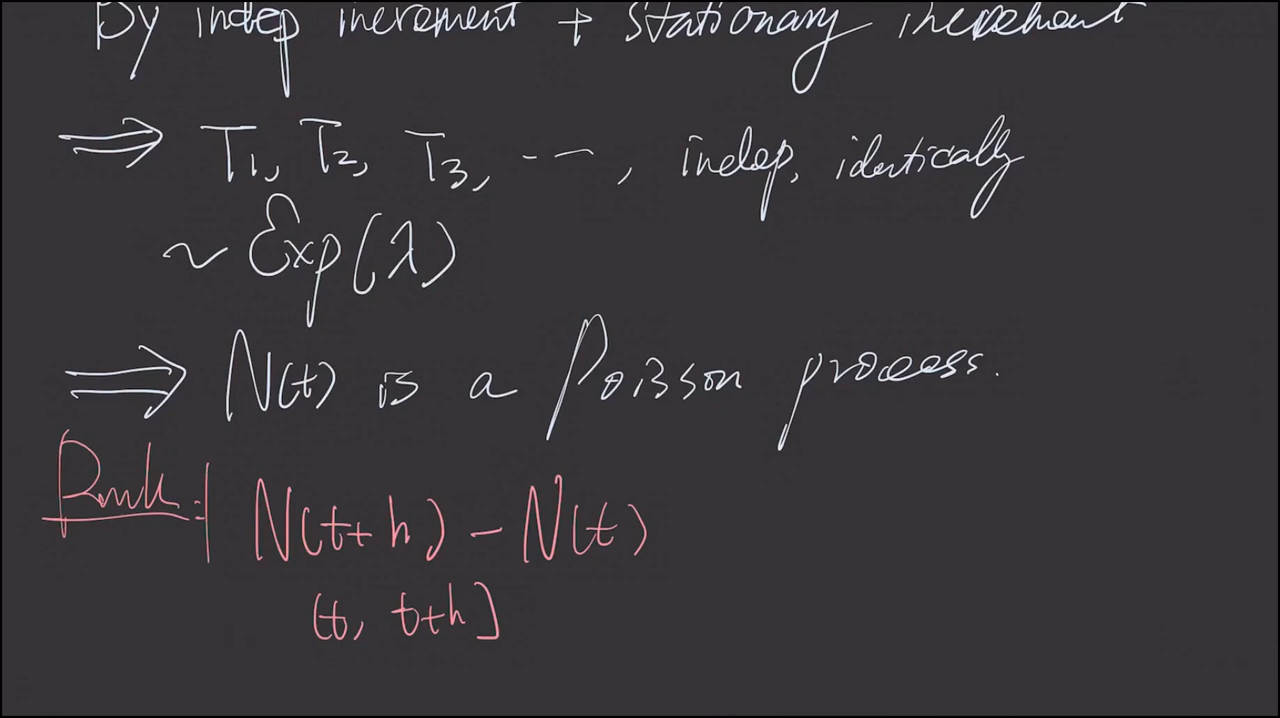 By indep increment + stationary increment
⇒ T₁, T₂, T₃, ---, indep, identically
~ Exp(λ)
⇒ N(t) is a Poisson process.
Rmk: N(t+h) - N(t)
(t, t+h]